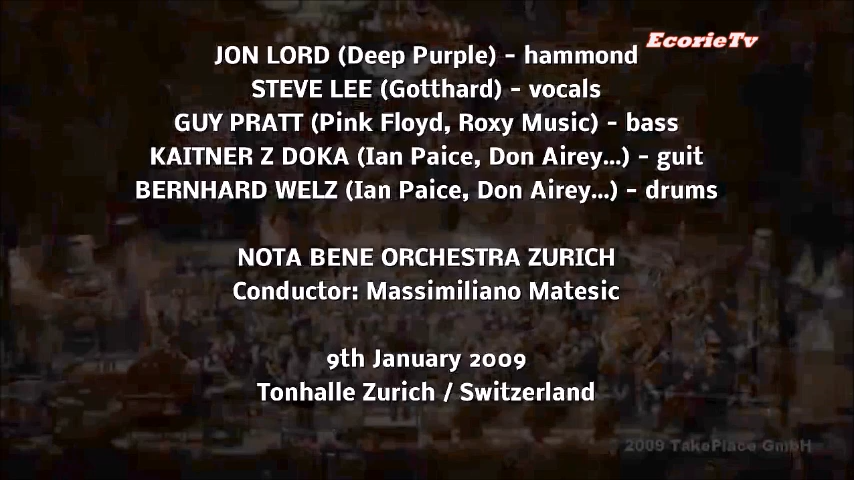 EcorieTv
JON LORD (Deep Purple) - hammond
STEVE LEE (Gotthard) - vocals
GUY PRATT (Pink Floyd, Roxy Music) - bass
KAITNER Z DOKA (Ian Paice, Don Airey...) - guit
BERNHARD WELZ (Ian Paice, Don Airey...) - drums
NOTA BENE ORCHESTRA ZURICH
Conductor: Massimiliano Matesic
9th January 2009
Tonhalle Zurich / Switzerland
2009 TakePlace GmbH